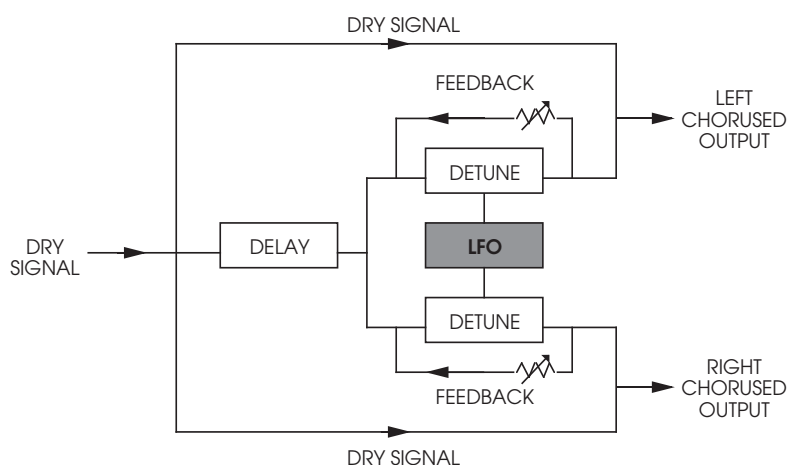 DRY SIGNAL
FEEDBACK
LEFT
CHORUSED
OUTPUT
DETUNE
DRY
SIGNAL
DELAY
LFO
DETUNE
FEEDBACK
RIGHT
CHORUSED
OUTPUT
DRY SIGNAL